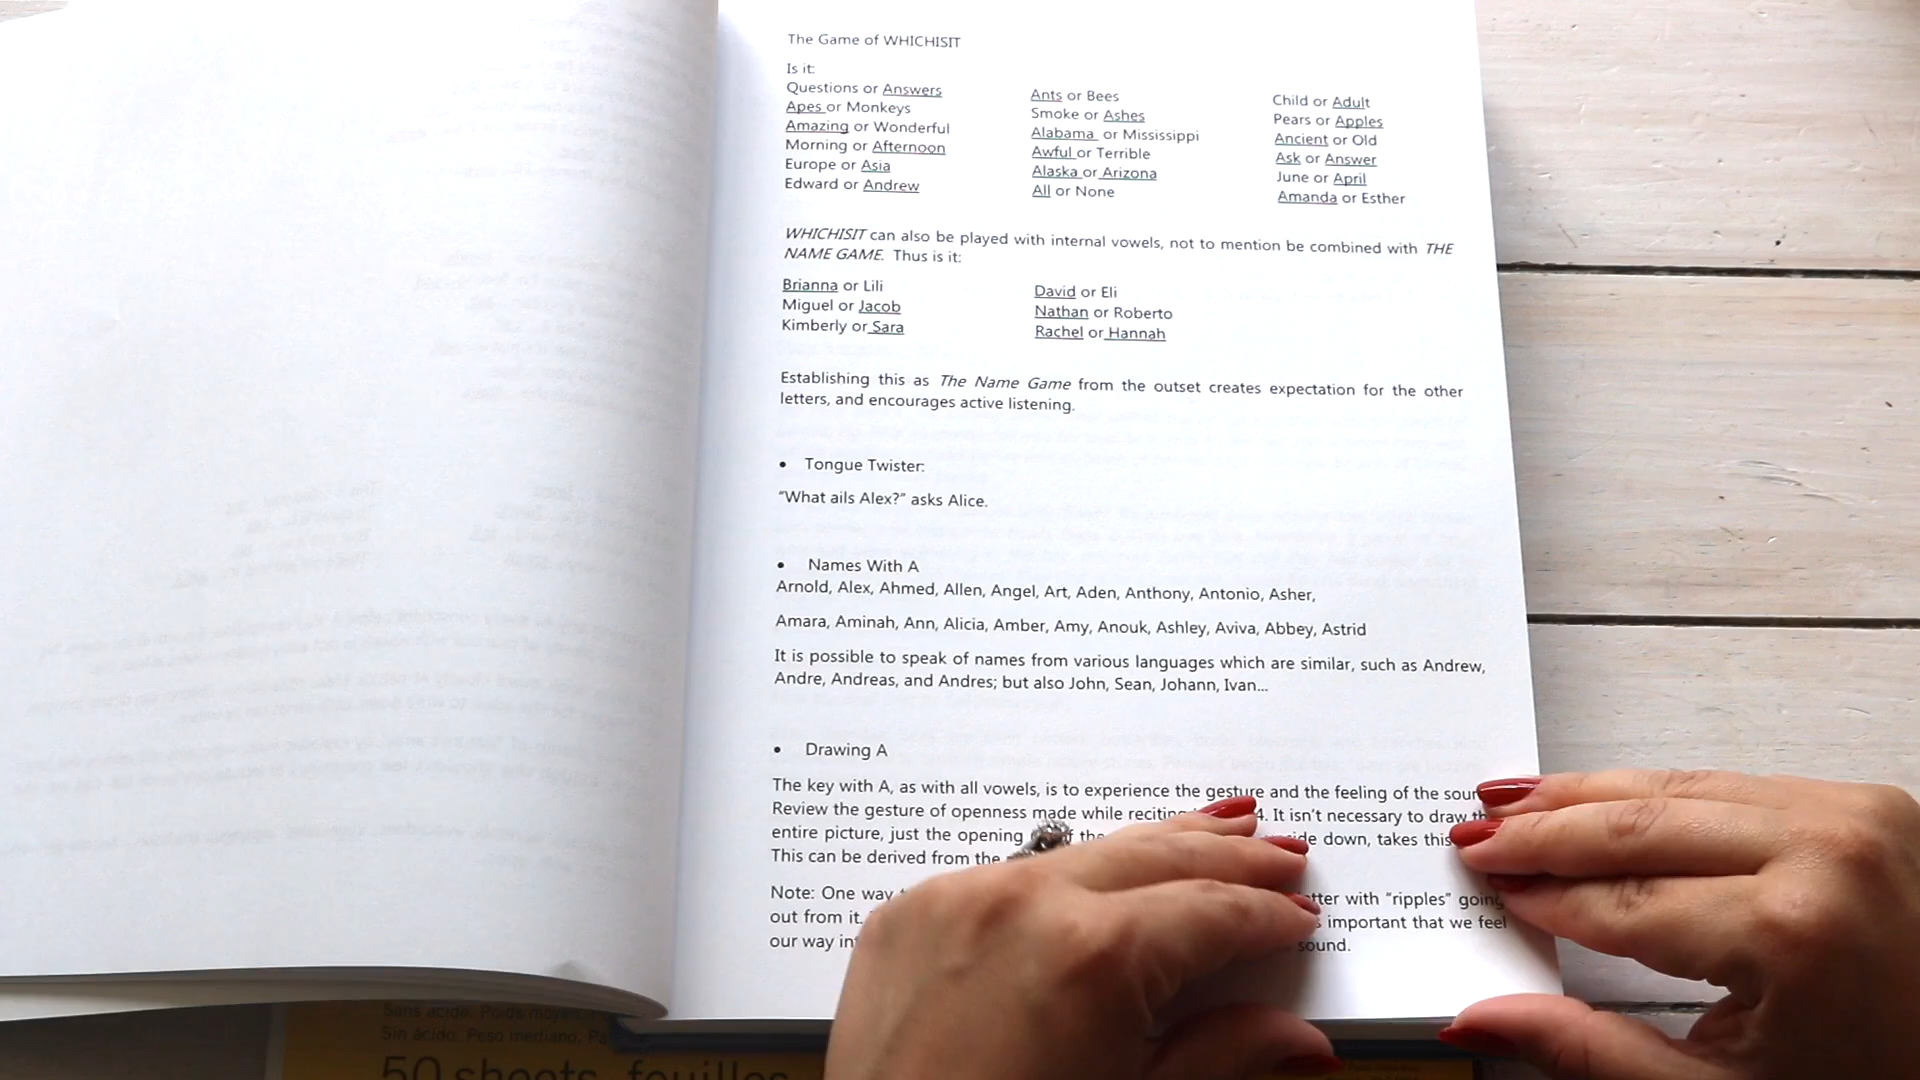 The Game of WHICHISIT
Is it:
Questions or Answers
Apes or Monkeys
Amazing or Wonderful
Morning or Afternoon
Europe or Asia
Edward or Andrew
Ants or Bees
Smoke or Ashes
Alabama or Mississippi
Awful or Terrible
Alaska or Arizona
All or None
Child or Adult
Pears or Apples
Ancient or Old
Ask or Answer
June or April
Amanda or Esther
WHICHISIT can also be played with internal vowels, not to mention be combined with THE
NAME GAME. Thus is it:
Brianna or Lili
Miguel or Jacob
Kimberly or Sara
David or Eli
Nathan or Roberto
Rachel or Hannah
Establishing this as The Name Game from the outset creates expectation for the other
letters, and encourages active listening.
• Tongue Twister:
“What ails Alex?” asks Alice.
• Names With A
Arnold, Alex, Ahmed, Allen, Angel, Art, Aden, Anthony, Antonio, Asher,
Amara, Aminah, Ann, Alicia, Amber, Amy, Anouk, Ashley, Aviva, Abbey, Astrid
It is possible to speak of names from various languages which are similar, such as Andrew,
Andre, Andreas, and Andres; but also John, Sean, Johann, Ivan...
• Drawing A
The key with A, as with all vowels, is to experience the gesture and the feeling of the
Review the gesture of openness made while reciting It isn't necessary to draw
entire picture, just the opening of the down, takes this
This can be derived from the
Note: One way with "ripples" going
out from it. important that we feel
our way sound.
Sans acide. Poids moyen.
Sin ácido. Peso mediano.
50 sheets, feuilles